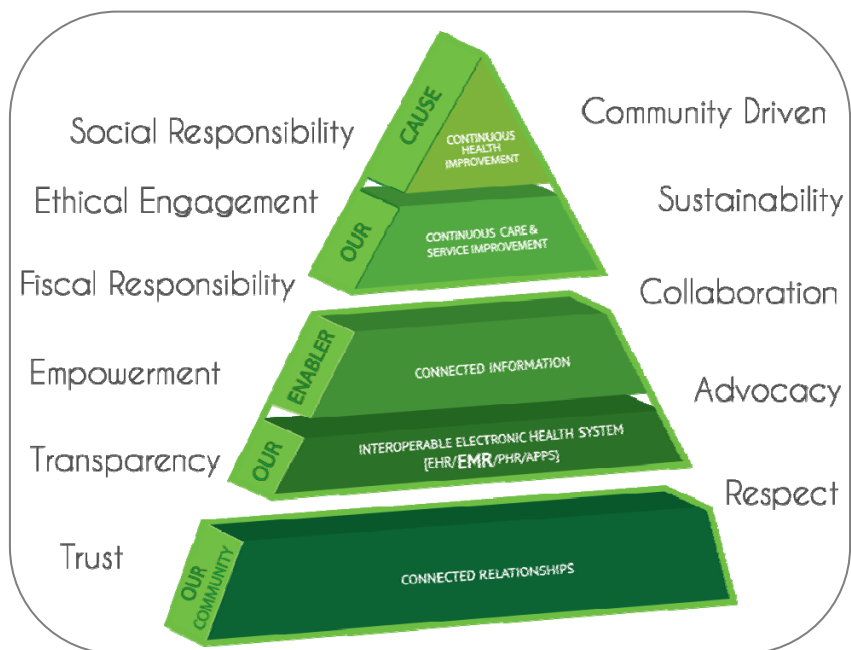 Social Responsibility
Ethical Engagement
Fiscal Responsibility
Empowerment
Transparency
Trust
CAUSE
OUR
CONTINUOUS
HEALTH
IMPROVEMENT
CONTINUOUS CARE &
SERVICE IMPROVEMENT
ENABLER
OUR
CONNECTED INFORMATION
INTEROPERABLE ELECTRONIC HEALTH SYSTEM
[EHR/EMR/PHR/APPS]
OUR
COMMUNITY
CONNECTED RELATIONSHIPS
Community Driven
Sustainability
Collaboration
Advocacy
Respect